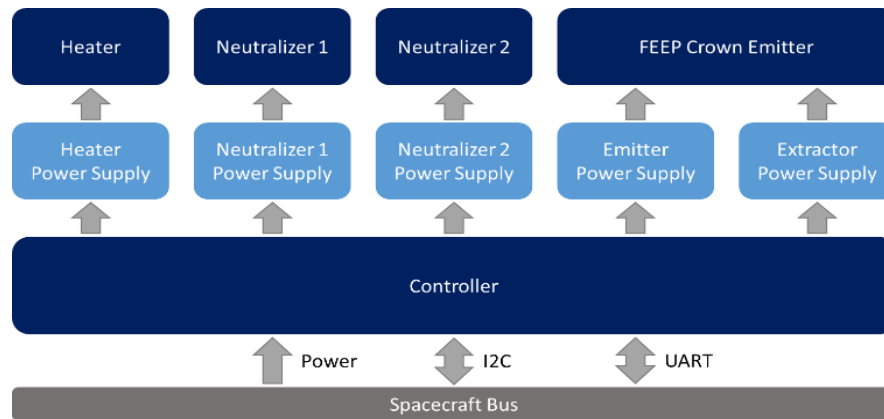 Heater
Neutralizer 1
Neutralizer 2
FEEP Crown Emitter
Heater
Power Supply
Neutralizer 1
Power Supply
Neutralizer 2
Power Supply
Emitter
Power Supply
Extractor
Power Supply
Controller
Power
I2C
UART
Spacecraft Bus